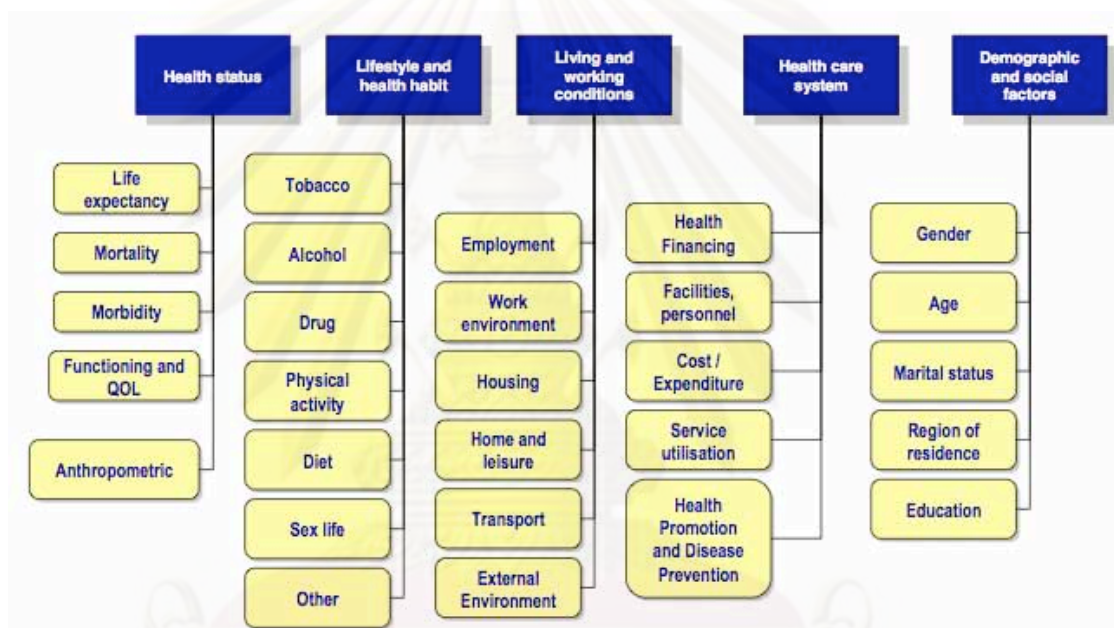 Health status
Life
expectancy
Mortality
Morbidity
Functioning and
QOL
Anthropometric
Lifestyle and
health habit
Tobacco
Alcohol
Drug
Physical
activity
Diet
Sex life
Other
Living and
working
conditions
Employment
Work
environment
Housing
Home and
leisure
Transport
External
Environment
Health care
system
Health
Financing
Facilities,
personnel
Cost /
Expenditure
Service
utilisation
Health
Promotion
and Disease
Prevention
Demographic
and social
factors
Gender
Age
Marital status
Region of
residence
Education